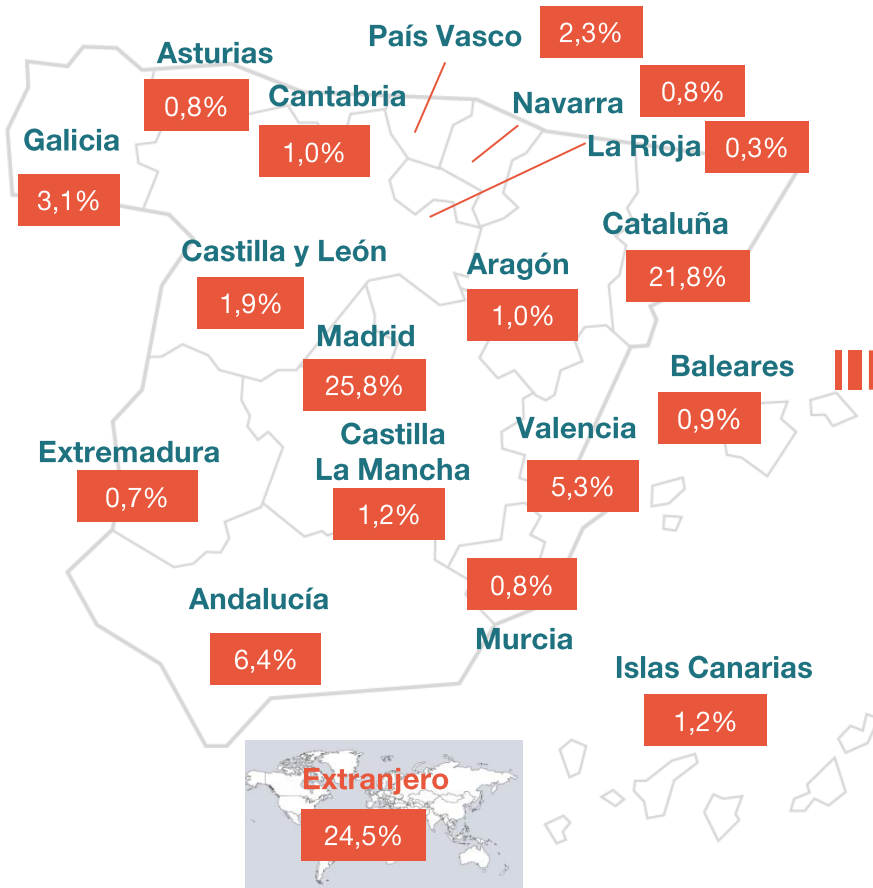 País Vasco
2,3%
Asturias
0,8%
Cantabria
1,0%
Navarra
0,8%
La Rioja
0,3%
Galicia
3,1%
Cataluña
21,8%
Castilla y León
1,9%
Aragón
1,0%
Madrid
25,8%
Baleares
0,9%
Extremadura
0,7%
Castilla
La Mancha
1,2%
Valencia
5,3%
Andalucía
6,4%
0,8%
Murcia
Islas Canarias
1,2%
Extranjero
24,5%